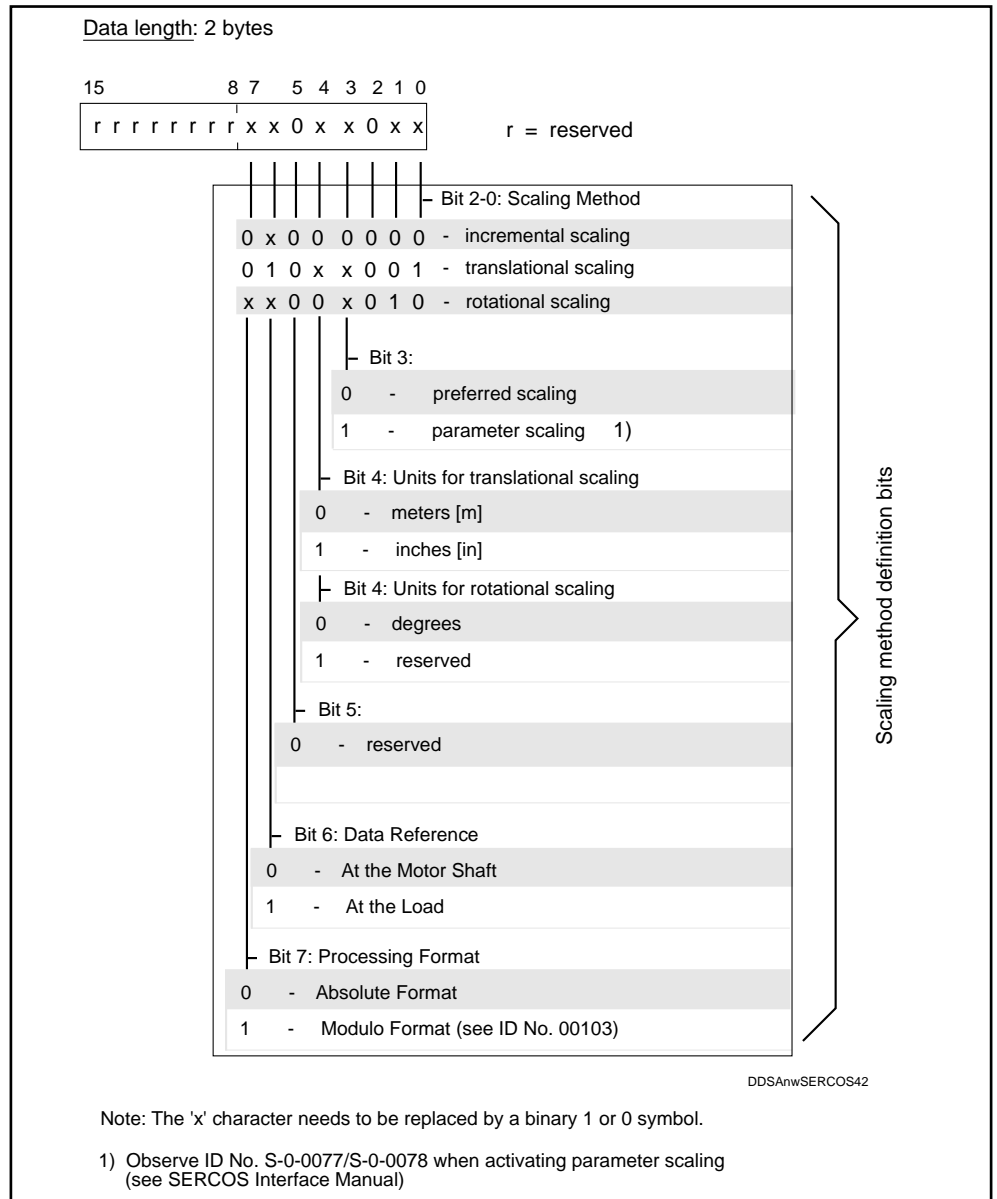 Data length: 2 bytes
15 8 7 5 4 3 2 1 0
r r r r r r r r x x 0 x x 0 x x
r = reserved
Bit 2-0: Scaling Method
0 x 0 0 0 0 0 0 - incremental scaling
0 1 0 x x 0 0 1 - translational scaling
x x 0 0 x 0 1 0 - rotational scaling
Bit 3:
0 - preferred scaling
1 - parameter scaling 1)
Bit 4: Units for translational scaling
0 - meters [m]
1 - inches [in]
Bit 4: Units for rotational scaling
0 - degrees
1 - reserved
Bit 5:
0 - reserved
Bit 6: Data Reference
0 - At the Motor Shaft
1 - At the Load
Bit 7: Processing Format
0 - Absolute Format
1 - Modulo Format (see ID No. 00103)
Scaling method definition bits
DDSAnwSERCOS42
Note: The 'x' character needs to be replaced by a binary 1 or 0 symbol.
1) Observe ID No. S-0-0077/S-0-0078 when activating parameter scaling
(see SERCOS Interface Manual)